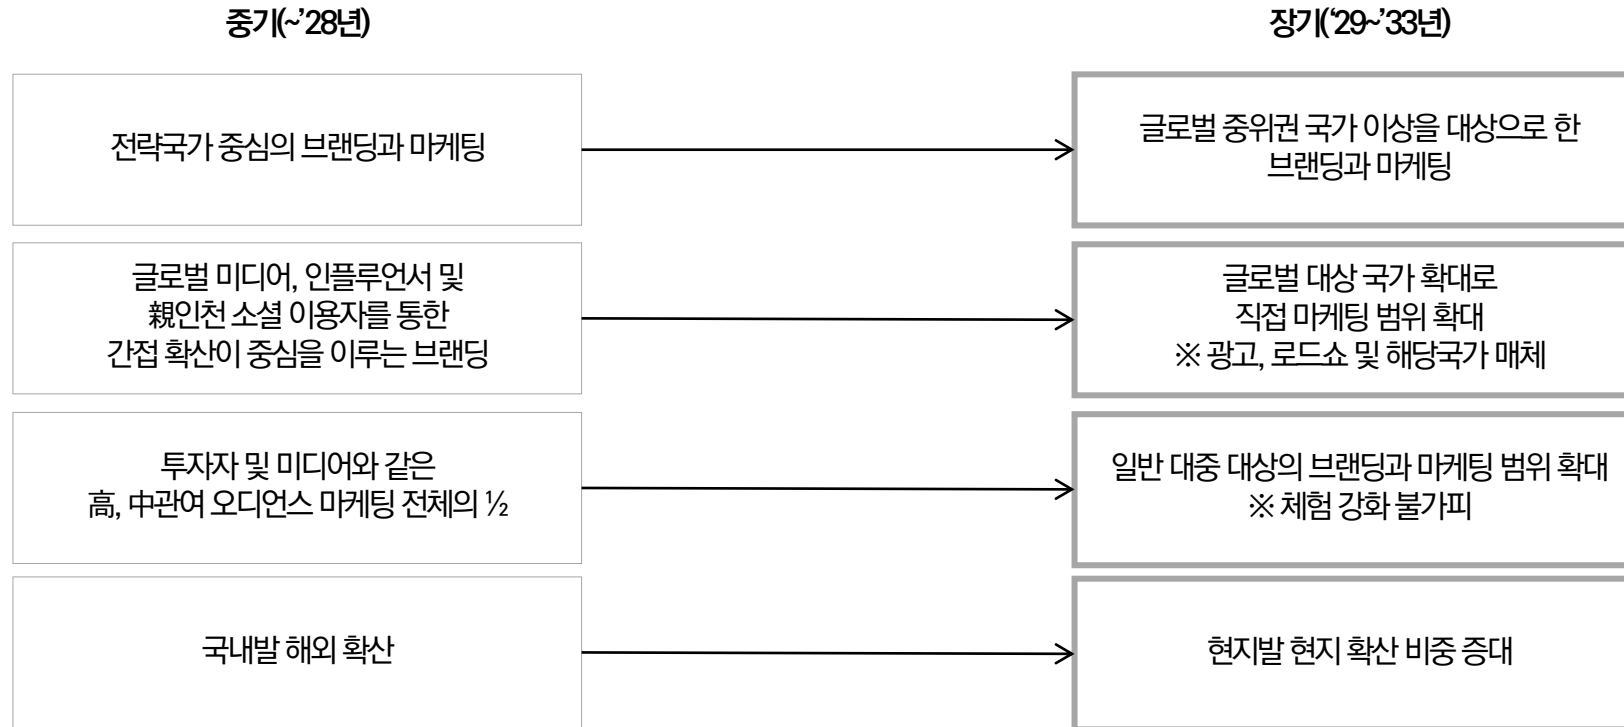 중기(~’28년)
장기(‘29~’33년)
전략국가 중심의 브랜딩과 마케팅
글로벌 중위권 국가 이상을 대상으로 한
브랜딩과 마케팅
글로벌 미디어, 인플루언서 및
親인천 소셜 이용자를 통한
간접 확산이 중심을 이루는 브랜딩
글로벌 대상 국가 확대로
직접 마케팅 범위 확대
※ 광고, 로드쇼 및 해당국가 매체
투자자 및 미디어와 같은
高, 中관여 오디언스 마케팅 전체의 ½
일반 대중 대상의 브랜딩과 마케팅 범위 확대
※ 체험 강화 불가피
국내발 해외 확산
현지발 현지 확산 비중 증대